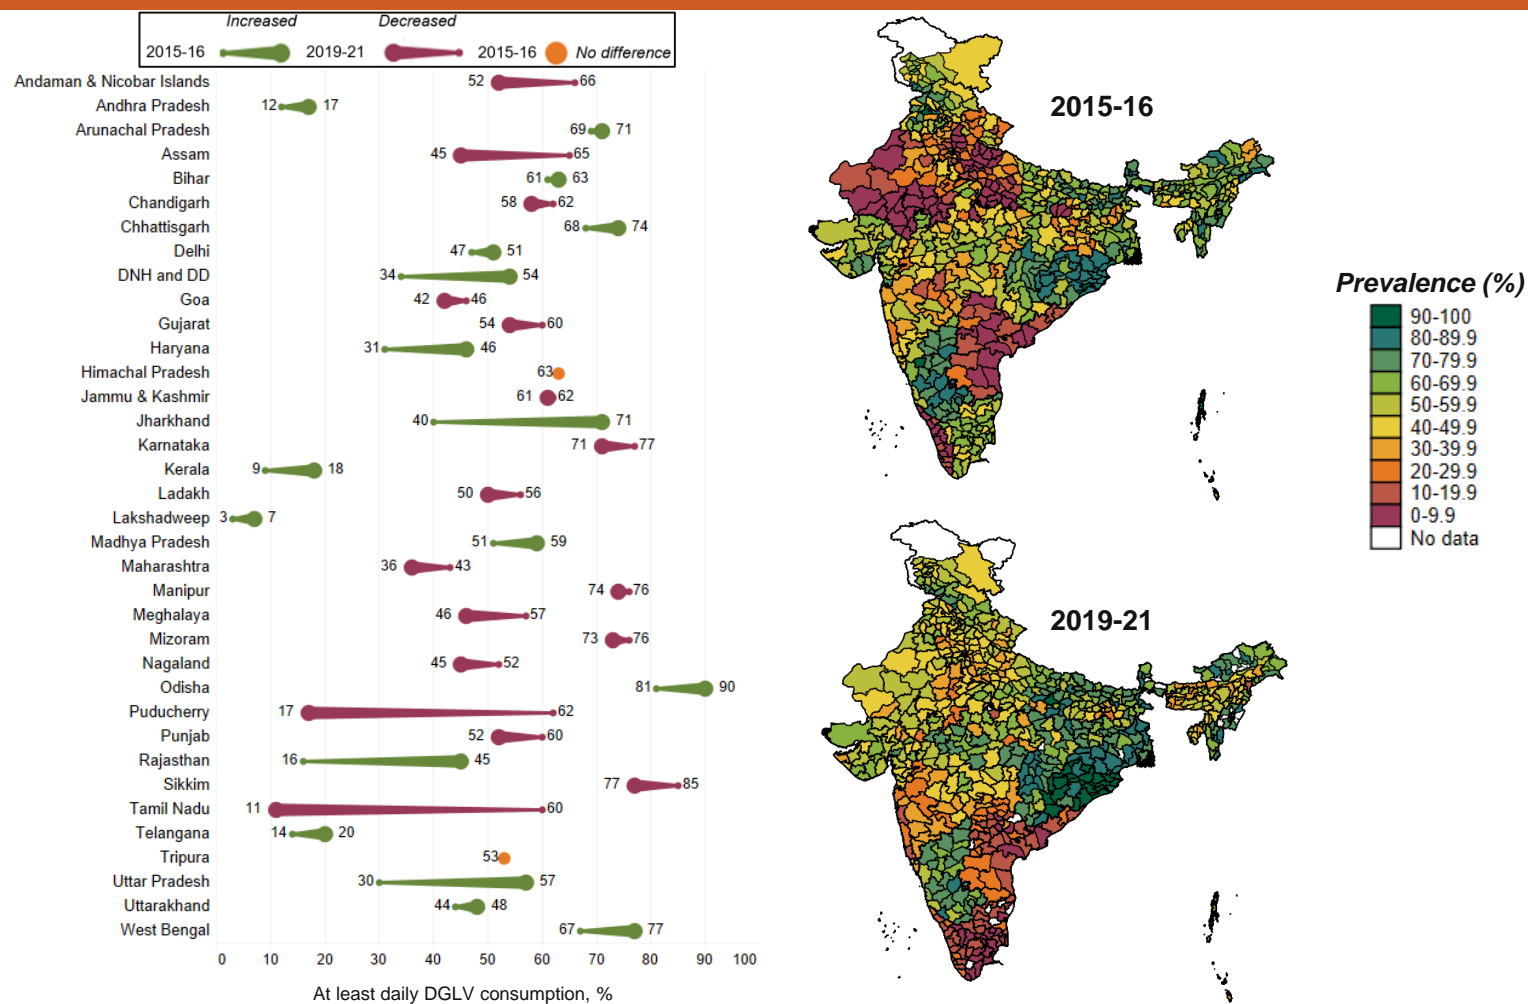 Increased Decreased
2015-16 2019-21 2015-16 No difference
Andaman & Nicobar Islands 52 66
Andhra Pradesh 12 17
Arunachal Pradesh 69 71
Assam 45 65
Bihar 61 63
Chandigarh 58 62
Chhattisgarh 68 74
Delhi 47 51
DNH and DD 34 54
Goa 42 46
Gujarat 54 60
Haryana 31 46
Himachal Pradesh 63
Jammu & Kashmir 61 62
Jharkhand 40 71
Karnataka 71 77
Kerala 9 18
Ladakh 50 56
Lakshadweep 3 7
Madhya Pradesh 51 59
Maharashtra 36 43
Manipur 74 76
Meghalaya 46 57
Mizoram 73 76
Nagaland 45 52
Odisha 81 90
Puducherry 17 62
Punjab 52 60
Rajasthan 16 45
Sikkim 77 85
Tamil Nadu 11 60
Telangana 14 20
Tripura 53
Uttar Pradesh 30 57
Uttarakhand 44 48
West Bengal 67 77
0 10 20 30 40 50 60 70 80 90 100
At least daily DGLV consumption, %
2015-16
2019-21
Prevalence (%)
90-100
80-89.9
70-79.9
60-69.9
50-59.9
40-49.9
30-39.9
20-29.9
10-19.9
0-9.9
No data